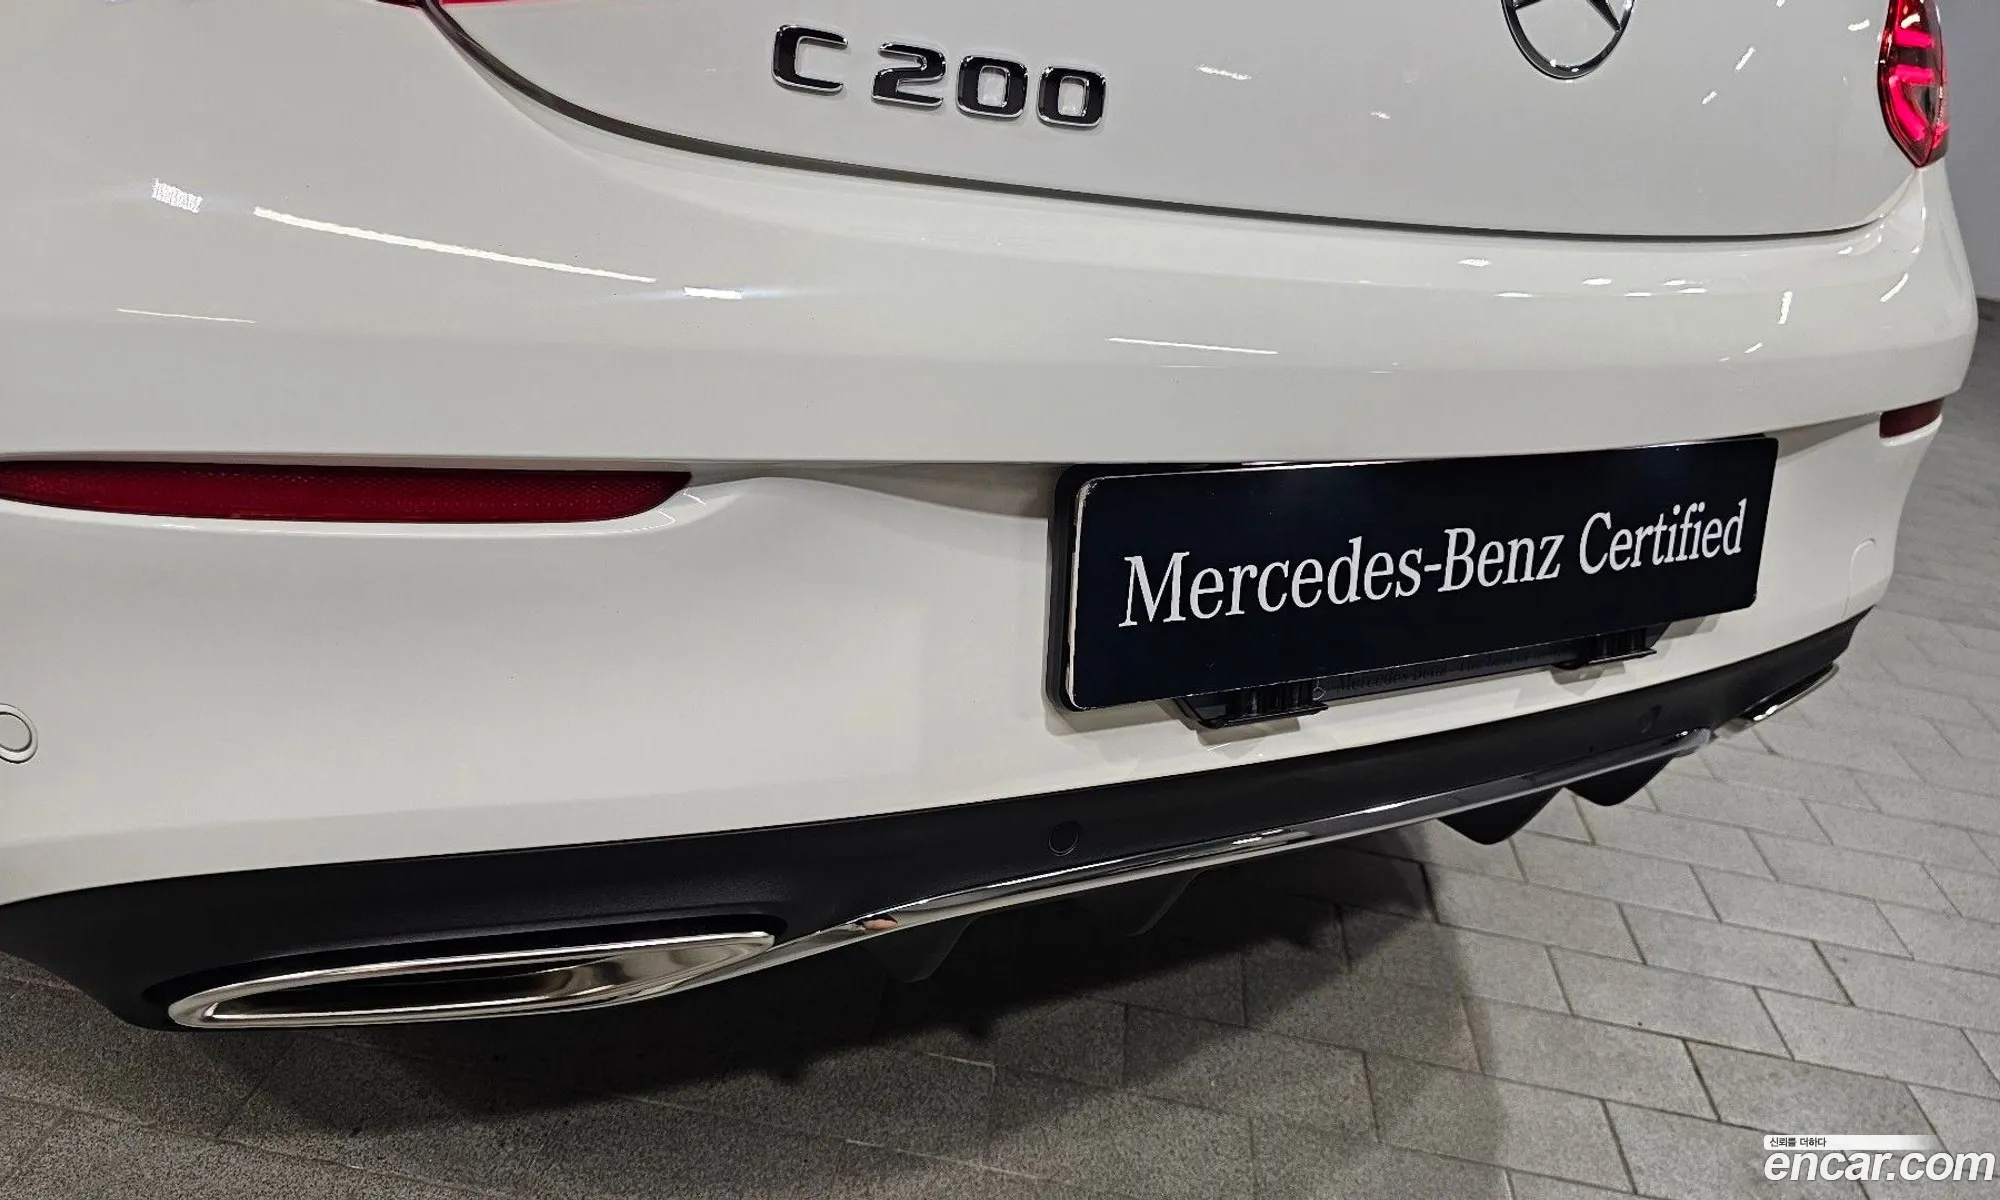 C 200
Mercedes-Benz Certified
신뢰를 더하다
encar.com